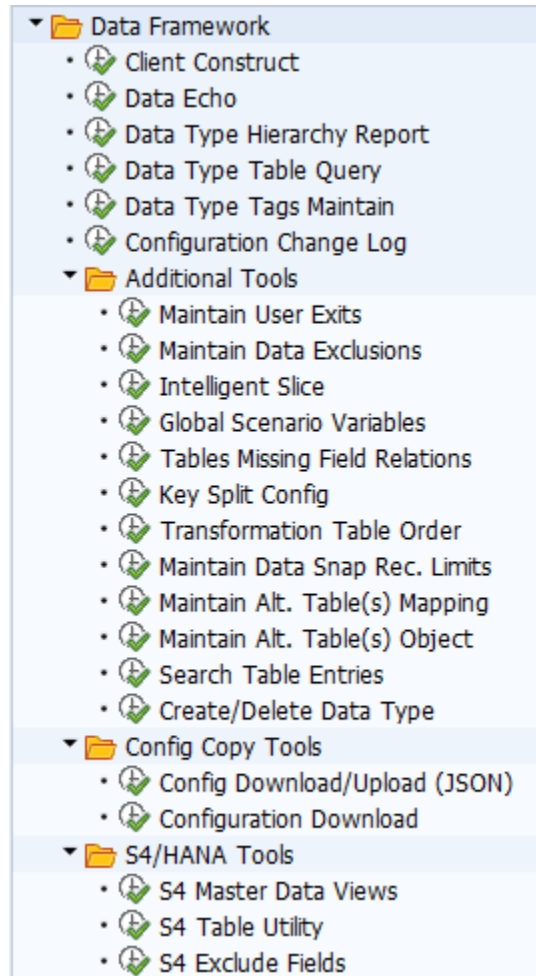 Data Framework
Client Construct
Data Echo
Data Type Hierarchy Report
Data Type Table Query
Data Type Tags Maintain
Configuration Change Log
Additional Tools
Maintain User Exits
Maintain Data Exclusions
Intelligent Slice
Global Scenario Variables
Tables Missing Field Relations
Key Split Config
Transformation Table Order
Maintain Data Snap Rec. Limits
Maintain Alt. Table(s) Mapping
Maintain Alt. Table(s) Object
Search Table Entries
Create/Delete Data Type
Config Copy Tools
Config Download/Upload (JSON)
Configuration Download
S4/HANA Tools
S4 Master Data Views
S4 Table Utility
S4 Exclude Fields